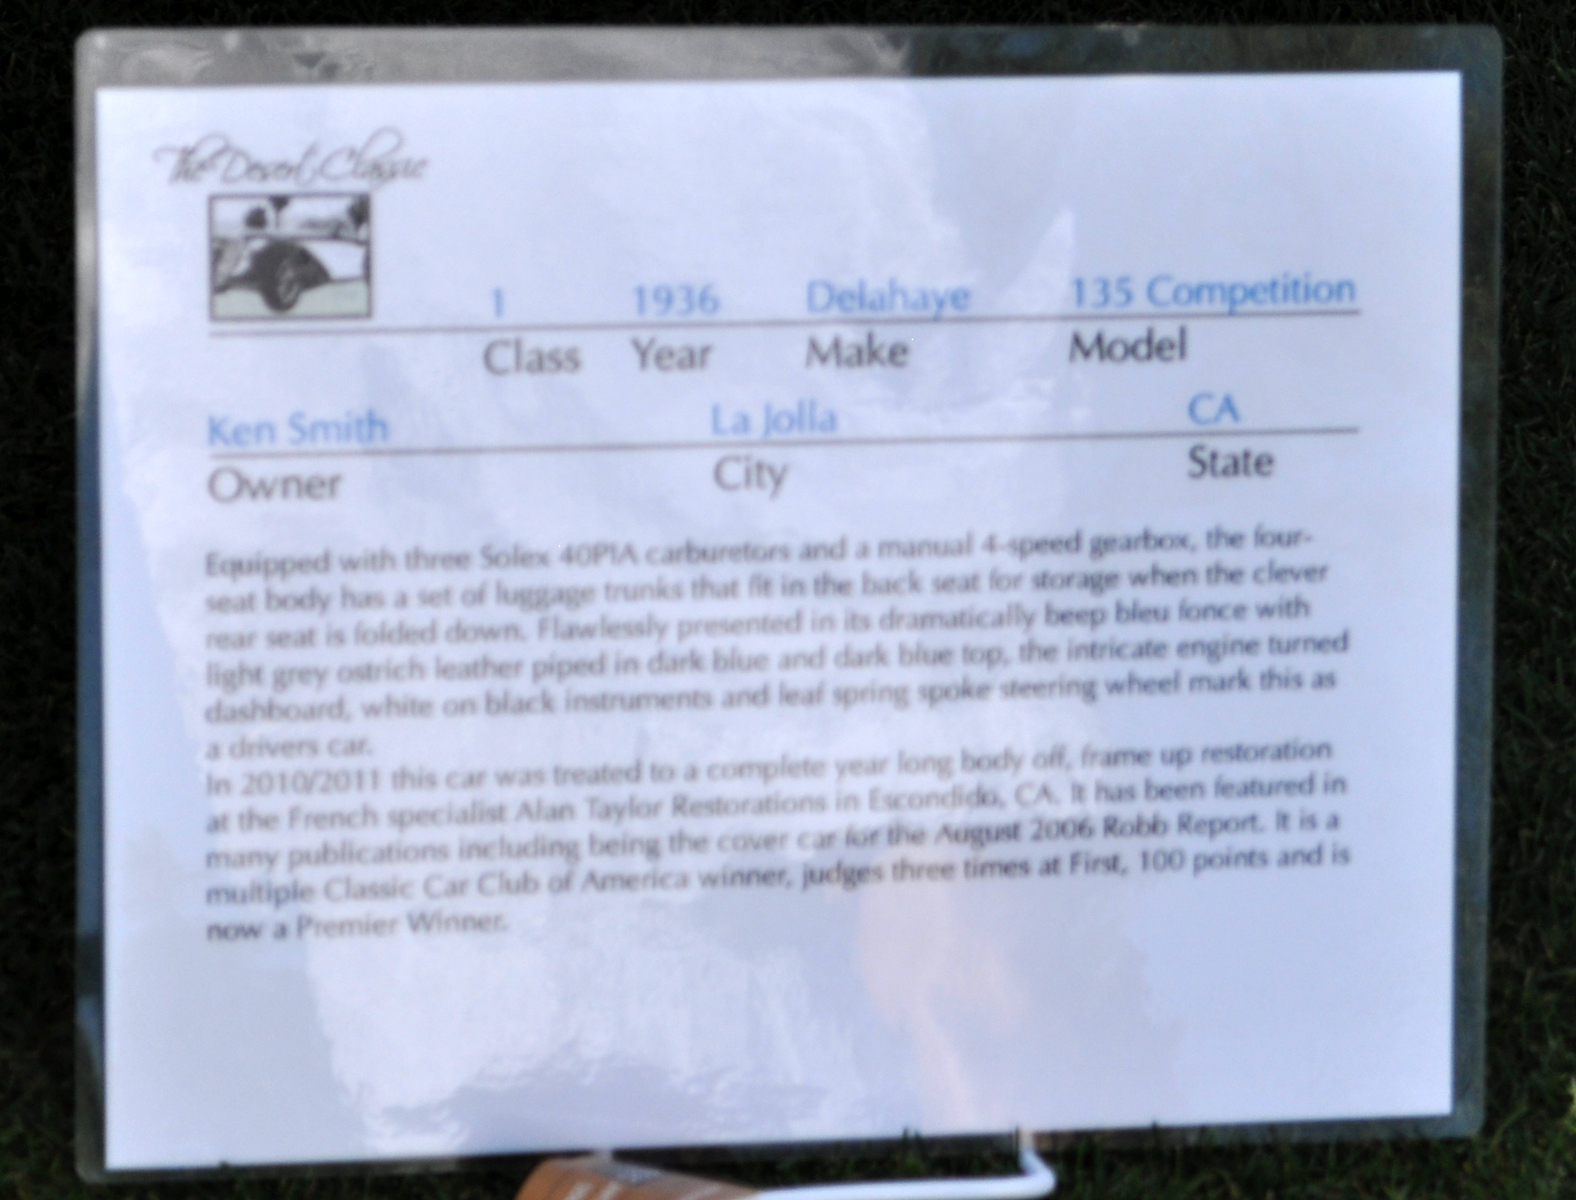 The Desert Classic
1 1936 Delahaye 135 Competition
Class Year Make Model
Ken Smith La Jolla CA
Owner City State
Equipped with three Solex 40PIA carburetors and a manual 4-speed gearbox, the four-
seat body has a set of luggage trunks that fit in the back seat for storage when the clever
rear seat is folded down. Flawlessly presented in its dramatically beep bleu fonce with
light grey ostrich leather piped in dark blue and dark blue top, the intricate engine turned
dashboard, white on black instruments and leaf spring spoke steering wheel mark this as
a drivers car.
In 2010/2011 this car was treated to a complete year long body off, frame up restoration
at the French specialist Alan Taylor Restorations in Escondido, CA. It has been featured in
many publications including being the cover car for the August 2006 Robb Report. It is a
multiple Classic Car Club of America winner, judges three times at First, 100 points and is
now a Premier Winner.